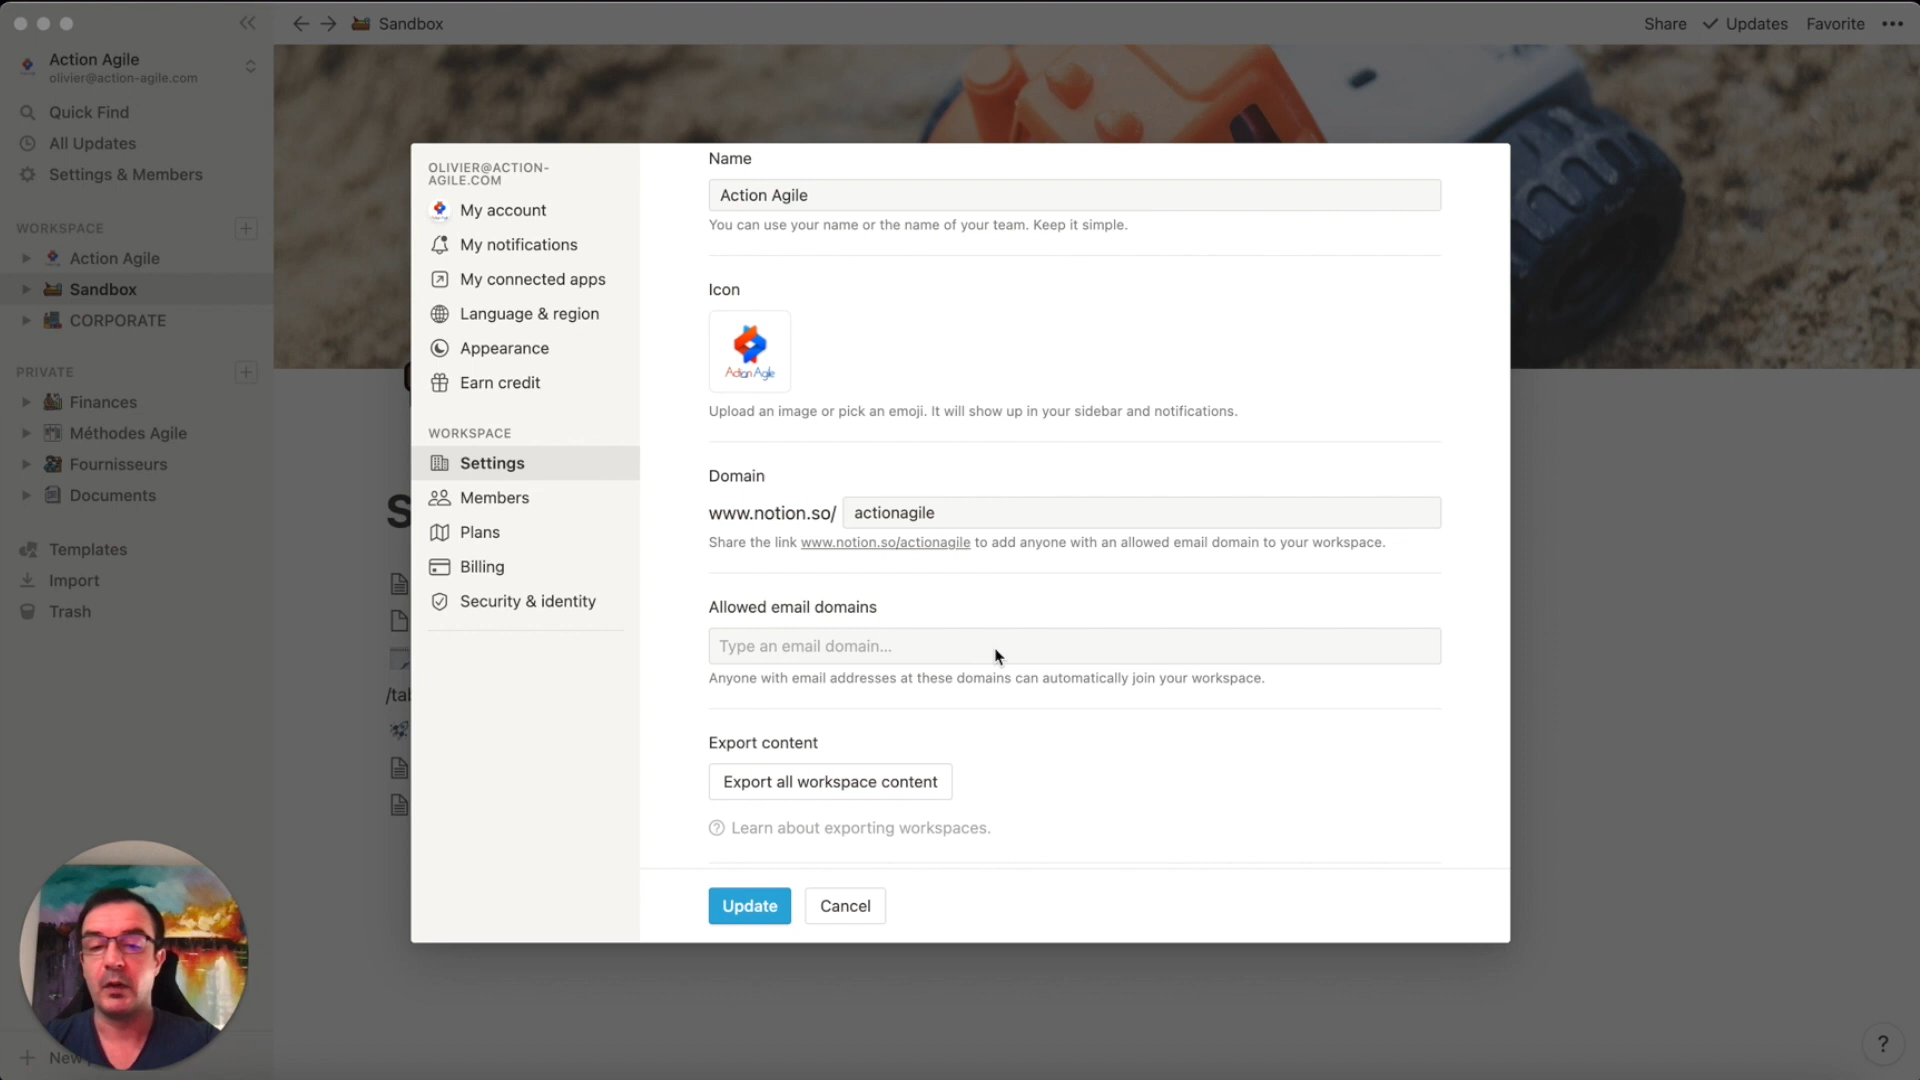 Sandbox
Share
Updates
Favorite
Action Agile
olivier@action-agile.com
Quick Find
All Updates
Settings & Members
WORKSPACE
Action Agile
Sandbox
CORPORATE
PRIVATE
Finances
Méthodes Agile
Fournisseurs
Documents
Templates
Import
Trash
New
S
/tab
OLIVIER@ACTION-
AGILE.COM
My account
My notifications
My connected apps
Language & region
Appearance
Earn credit
WORKSPACE
Settings
Members
Plans
Billing
Security & identity
Name
Action Agile
You can use your name or the name of your team. Keep it simple.
Icon
Action Agile
Upload an image or pick an emoji. It will show up in your sidebar and notifications.
Domain
www.notion.so/ actionagile
Share the link www.notion.so/actionagile to add anyone with an allowed email domain to your workspace.
Allowed email domains
Type an email domain...
Anyone with email addresses at these domains can automatically join your workspace.
Export content
Export all workspace content
Learn about exporting workspaces.
Update
Cancel
?